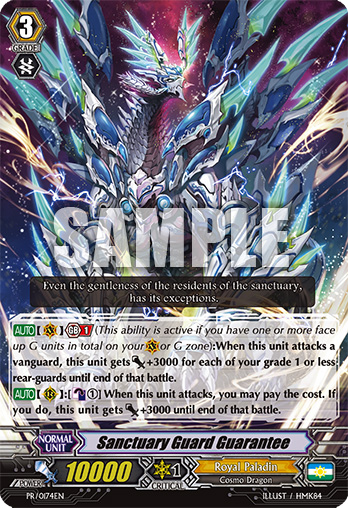 3
GRADE
SAMPLE
Even the gentleness of the residents of the sanctuary,
has its exceptions.
AUTO [ ] GB 1 (This ability is active if you have one or more face
up G units in total on your or G zone):When this unit attacks a
vanguard, this unit gets +3000 for each of your grade 1 or less
rear-guards until end of that battle.
AUTO [ ]:[ 1] When this unit attacks, you may pay the cost. If
you do, this unit gets +3000 until end of that battle.
NORMAL
UNIT
Sanctuary Guard Guarantee
POWER
10000
1
CRITICAL
Royal Paladin
Cosmo Dragon
PR/0174EN
ILLUST / HMK84